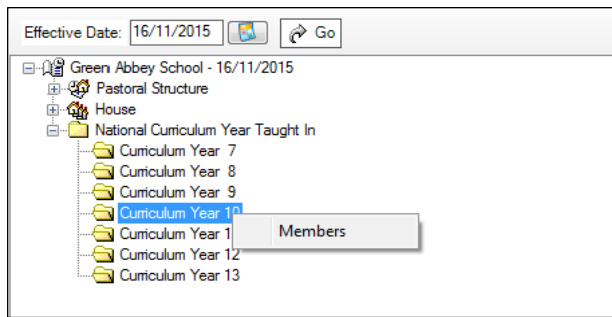 Effective Date: 16/11/2015 Go
Green Abbey School - 16/11/2015
Pastoral Structure
House
National Curriculum Year Taught In
Curriculum Year 7
Curriculum Year 8
Curriculum Year 9
Curriculum Year 10
Members
Curriculum Year 1
Curriculum Year 12
Curriculum Year 13